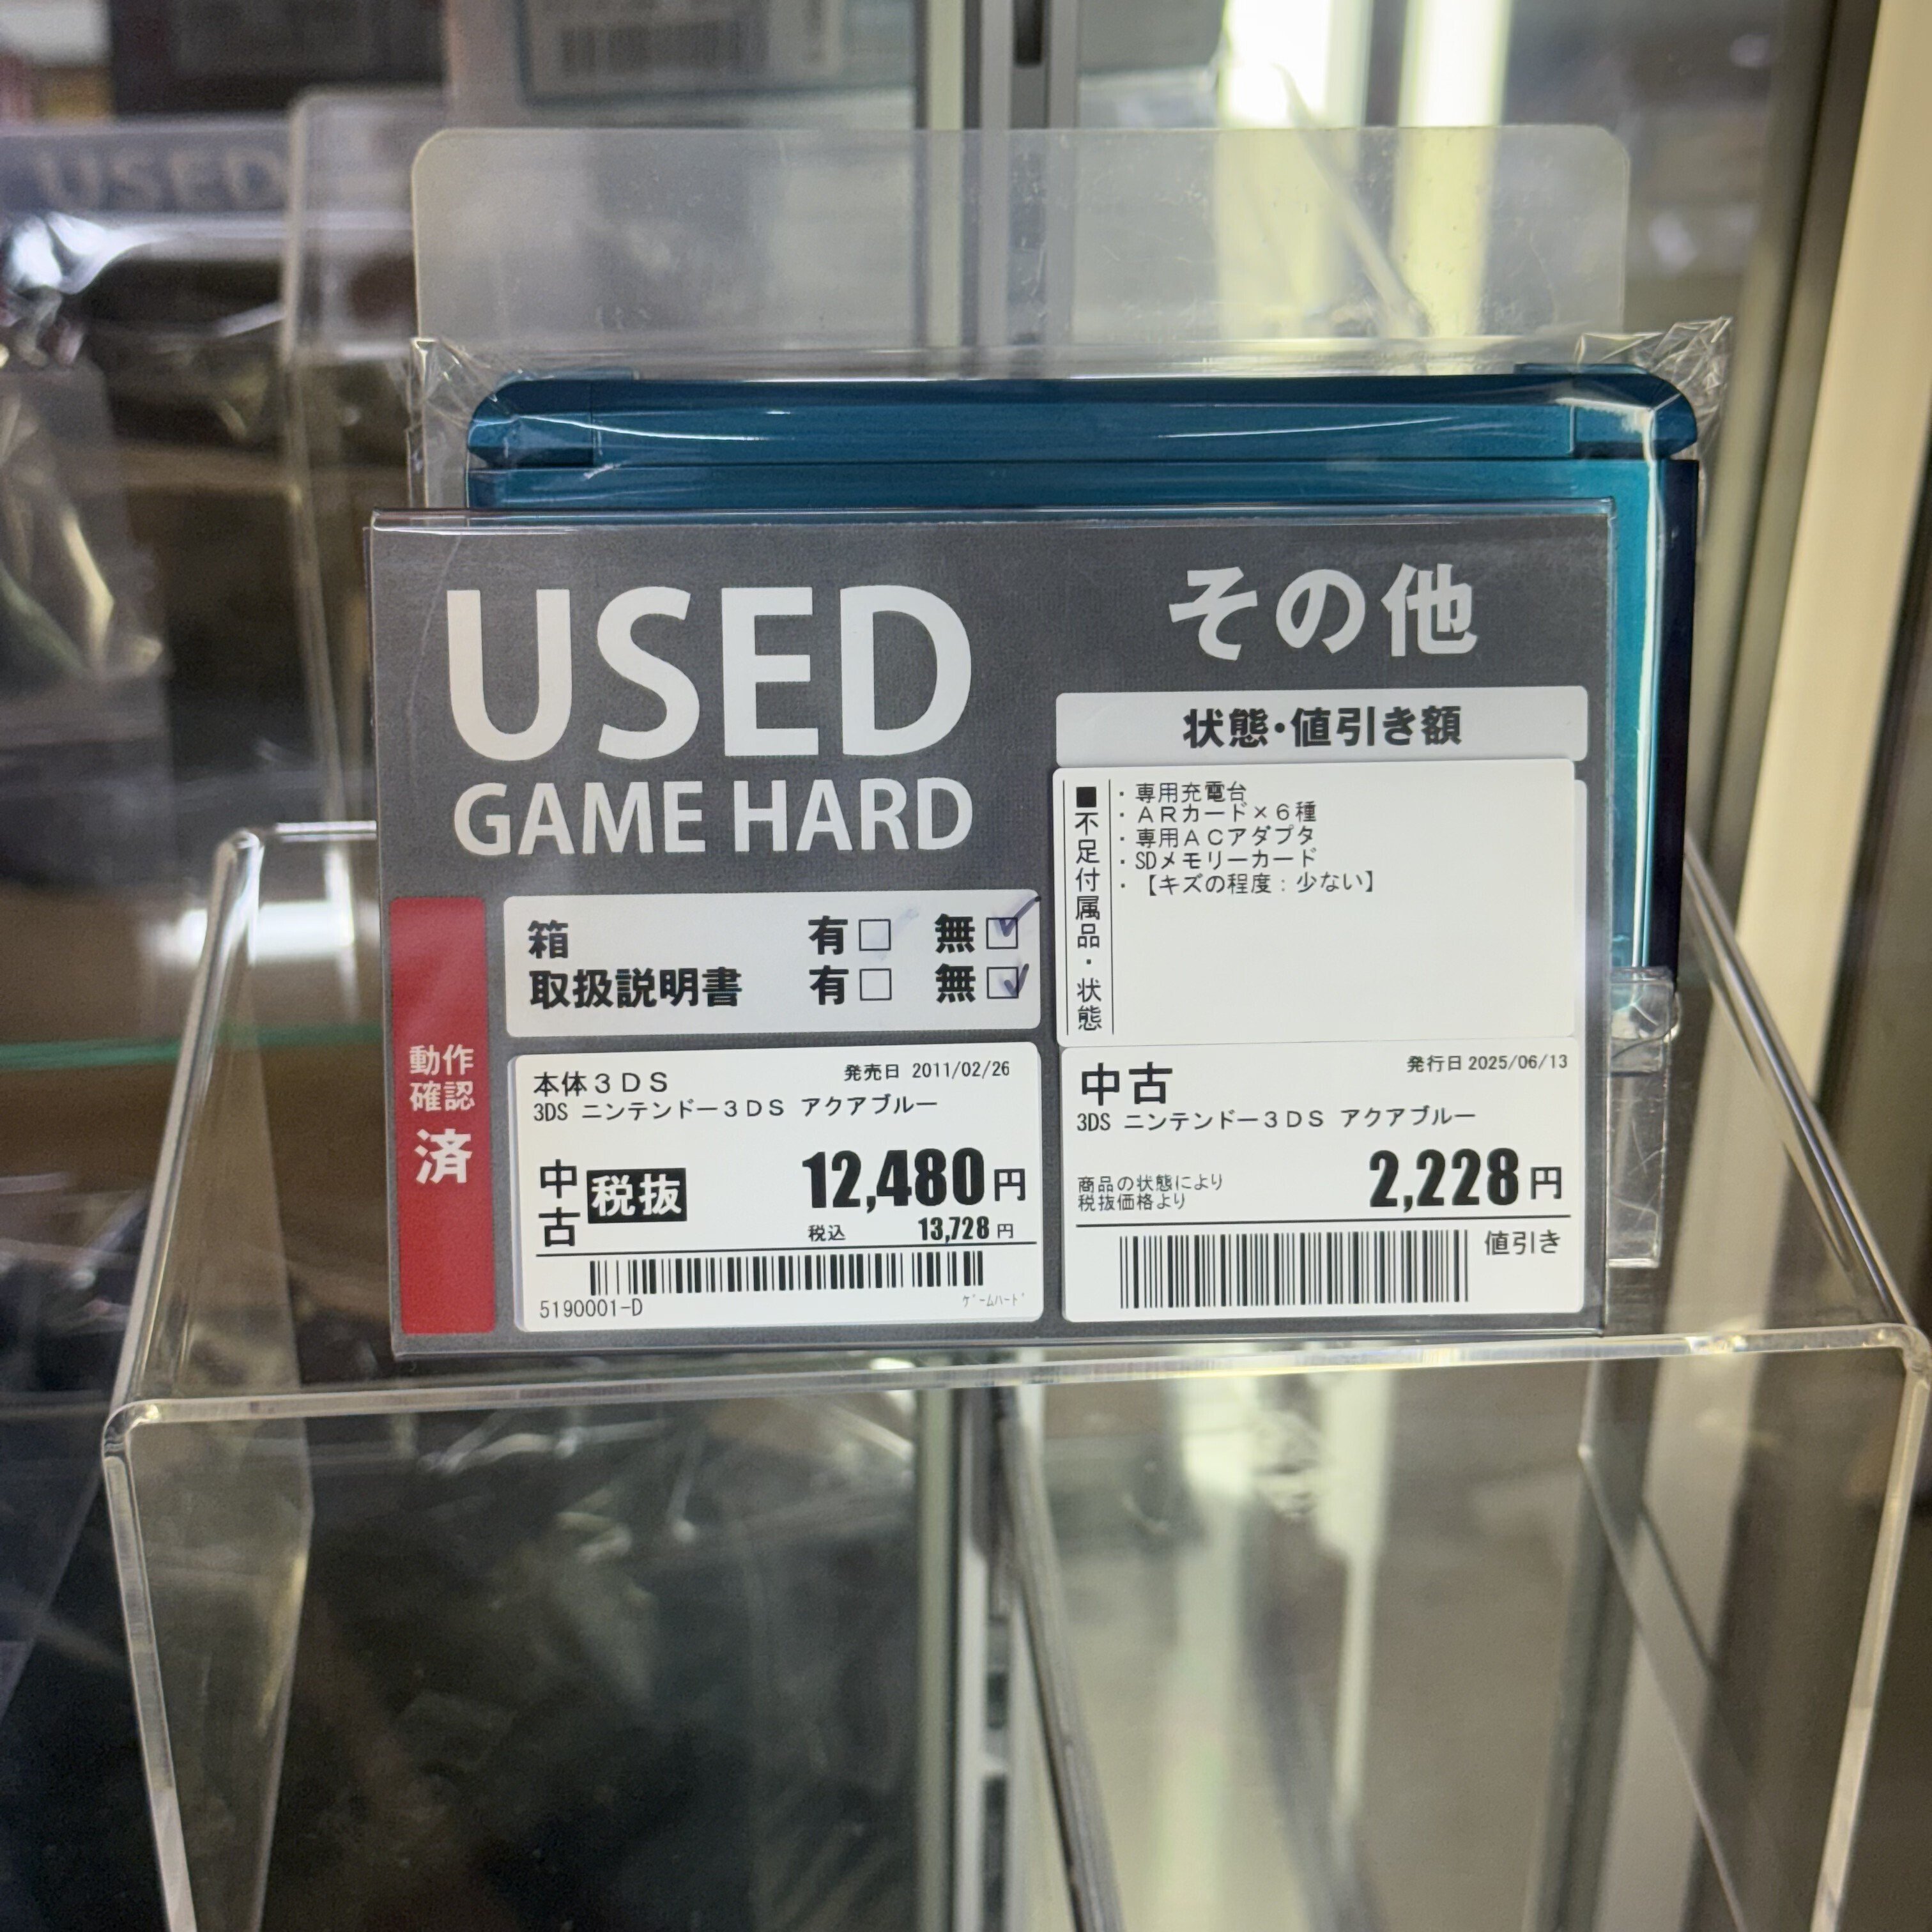 USED
USED
GAME HARD
箱 有□ 無□
取扱説明書 有□ 無□
動作
確認
済
本体3DS 発売日 2011/02/26
3DS ニンテンドー3DS アクアブルー
中古 税抜 12,480円
税込 13,728円
5190001-D ゲームハード
その他
状態・値引き額
■不足付属品・状態
・専用充電台
・ARカード×6種
・専用ACアダプタ
・SDメモリーカード
・【キズの程度:少ない】
中古 発行日 2025/06/13
3DS ニンテンドー3DS アクアブルー
商品の状態により
税抜価格より
2,228円
値引き